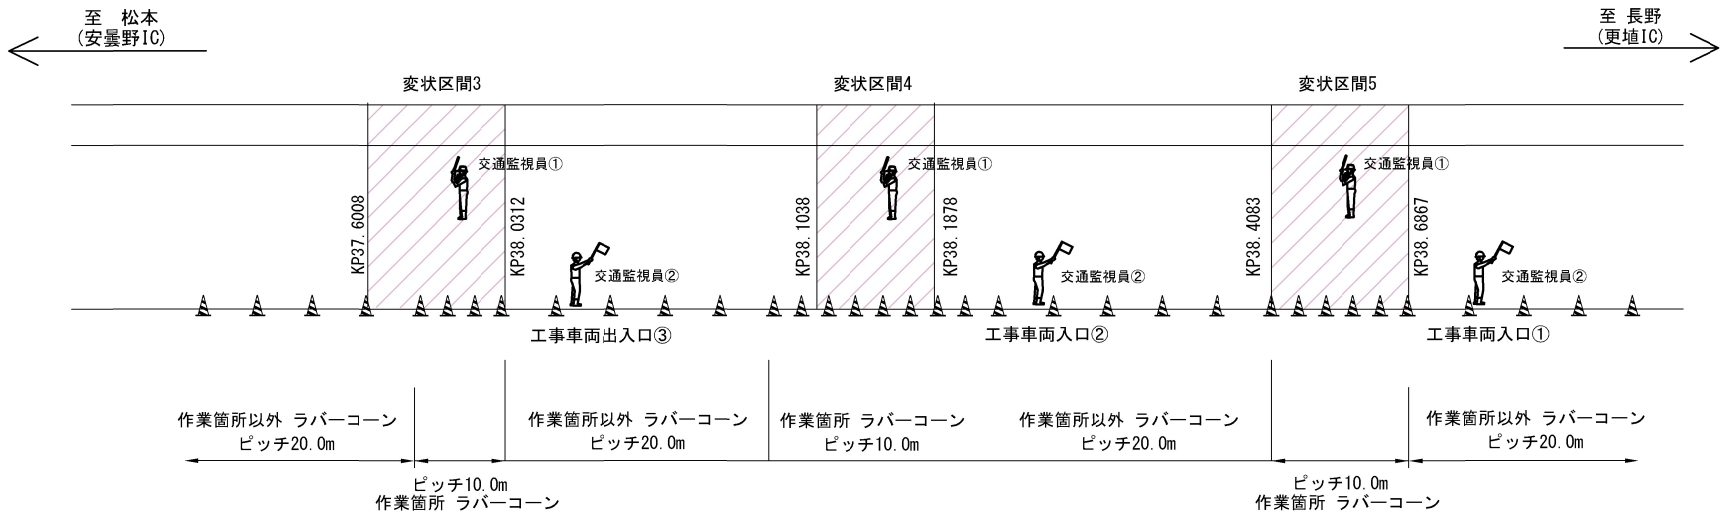 至　松本
(安曇野IC)
至 長野
(更埴IC)
変状区間3
変状区間4
変状区間5
交通監視員①
交通監視員①
交通監視員①
KP37.6008
KP38.0312
KP38.1038
KP38.1878
KP38.4083
KP38.6867
交通監視員②
交通監視員②
交通監視員②
工事車両出入口③
工事車両入口②
工事車両入口①
作業箇所以外 ラバーコーン
ピッチ20.0m
作業箇所以外 ラバーコーン
ピッチ20.0m
作業箇所 ラバーコーン
ピッチ10.0m
作業箇所以外 ラバーコーン
ピッチ20.0m
作業箇所以外 ラバーコーン
ピッチ20.0m
ピッチ10.0m
作業箇所 ラバーコーン
ピッチ10.0m
作業箇所 ラバーコーン